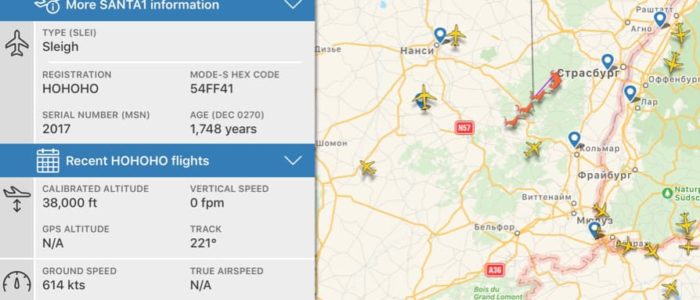 More SANTA1 information
TYPE (SLEI)
Sleigh
REGISTRATION
HOHOHO
MODE-S HEX CODE
54FF41
SERIAL NUMBER (MSN)
2017
AGE (DEC 0270)
1,748 years
Recent HOHOHO flights
CALIBRATED ALTITUDE
38,000 ft
VERTICAL SPEED
0 fpm
GPS ALTITUDE
N/A
TRACK
221°
GROUND SPEED
614 kts
TRUE AIRSPEED
N/A
Раштатт
Агно
Дизье
Нанси
Страсбург
Оффенбург
Лар
N57
Шомон
Кольмар
Фрайбург
Naturp
Südsc
Виттенайм
Мюлуз
Бельфор
Лёррах
A36
Bois du
Grand Lomont